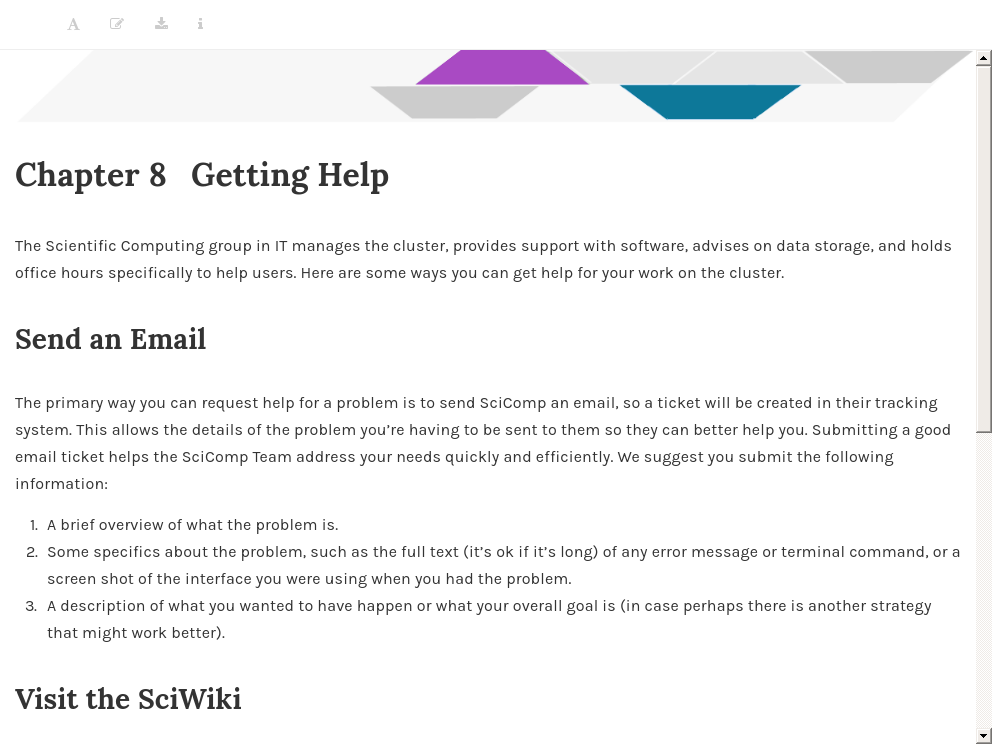 Chapter 8 Getting Help
The Scientific Computing group in IT manages the cluster, provides support with software, advises on data storage, and holds
office hours specifically to help users. Here are some ways you can get help for your work on the cluster.
Send an Email
The primary way you can request help for a problem is to send SciComp an email, so a ticket will be created in their tracking
system. This allows the details of the problem you’re having to be sent to them so they can better help you. Submitting a good
email ticket helps the SciComp Team address your needs quickly and efficiently. We suggest you submit the following
information:
1. A brief overview of what the problem is.
2. Some specifics about the problem, such as the full text (it’s ok if it’s long) of any error message or terminal command, or a
screen shot of the interface you were using when you had the problem.
3. A description of what you wanted to have happen or what your overall goal is (in case perhaps there is another strategy
that might work better).
Visit the SciWiki